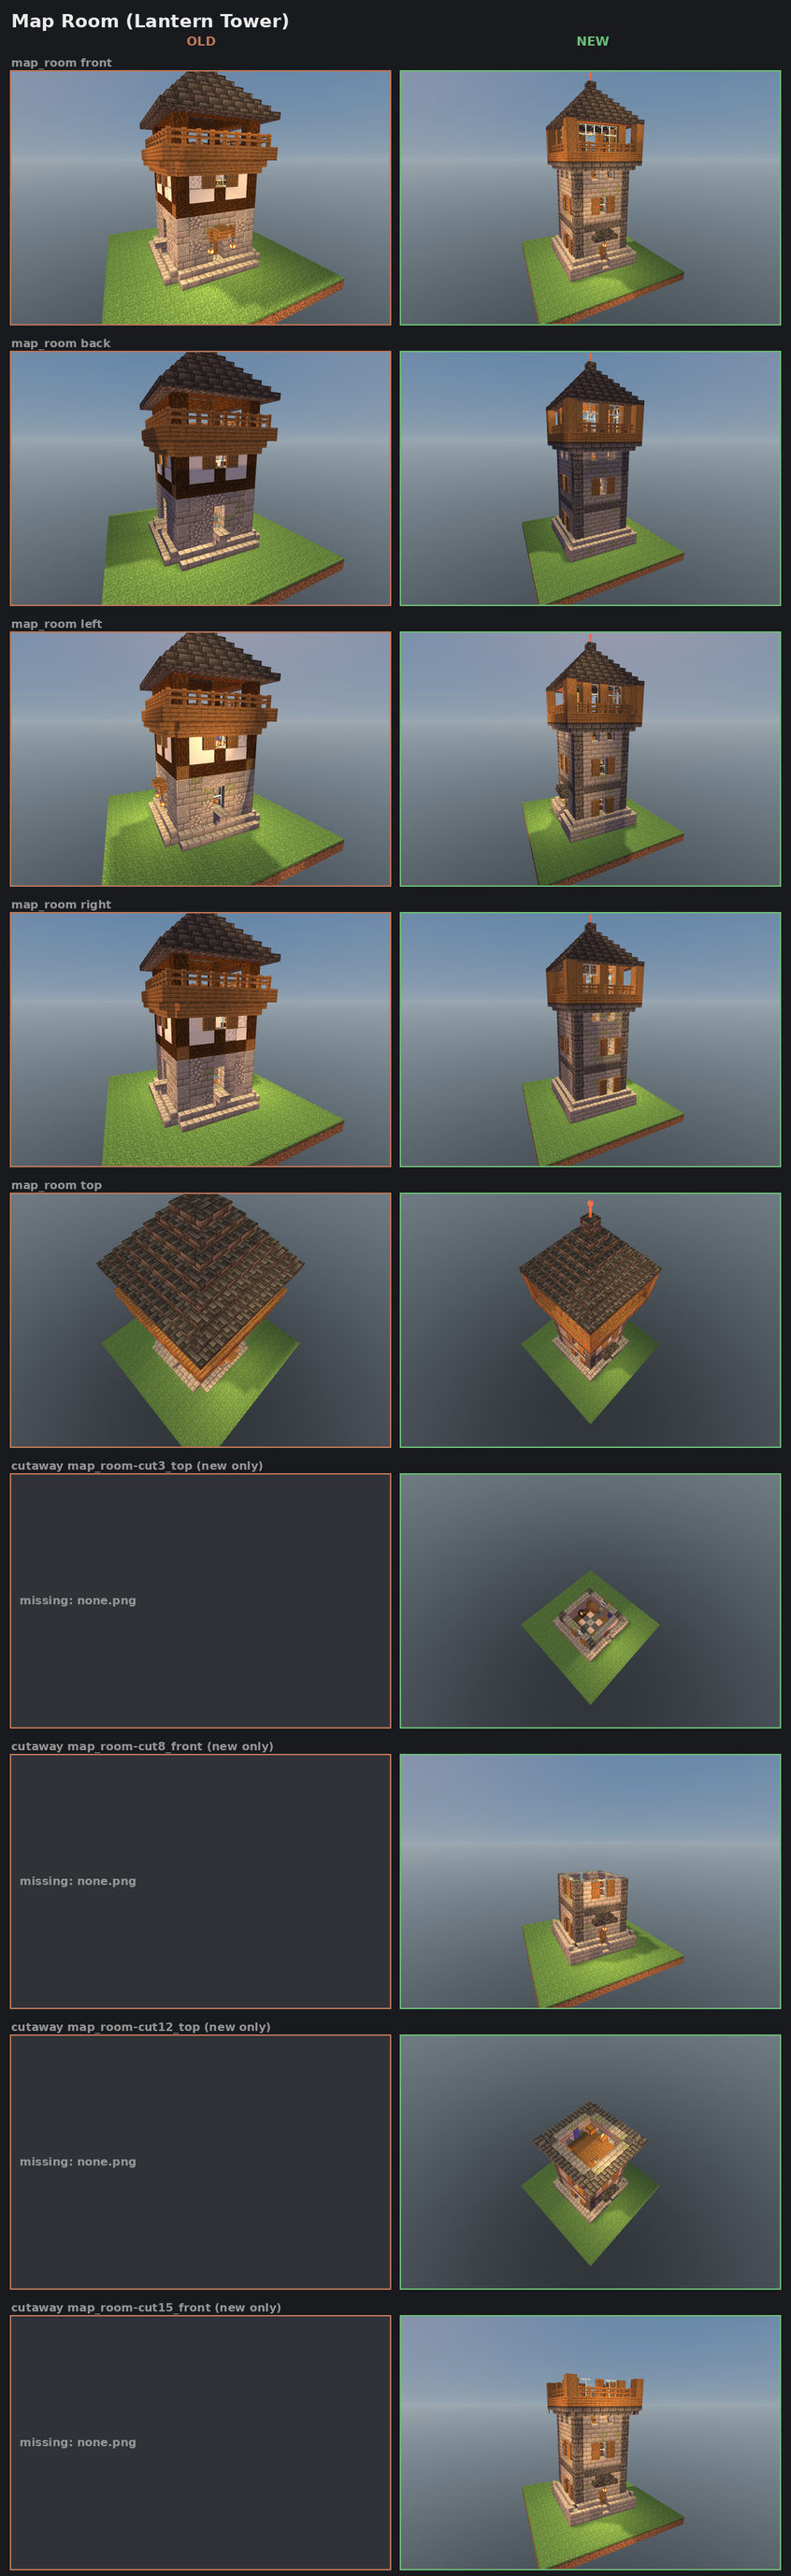 Map Room (Lantern Tower)
OLD NEW
map_room front
map_room back
map_room left
map_room right
map_room top
cutaway map_room-cut3_top (new only)
missing: none.png
cutaway map_room-cut8_front (new only)
missing: none.png
cutaway map_room-cut12_top (new only)
missing: none.png
cutaway map_room-cut15_front (new only)
missing: none.png